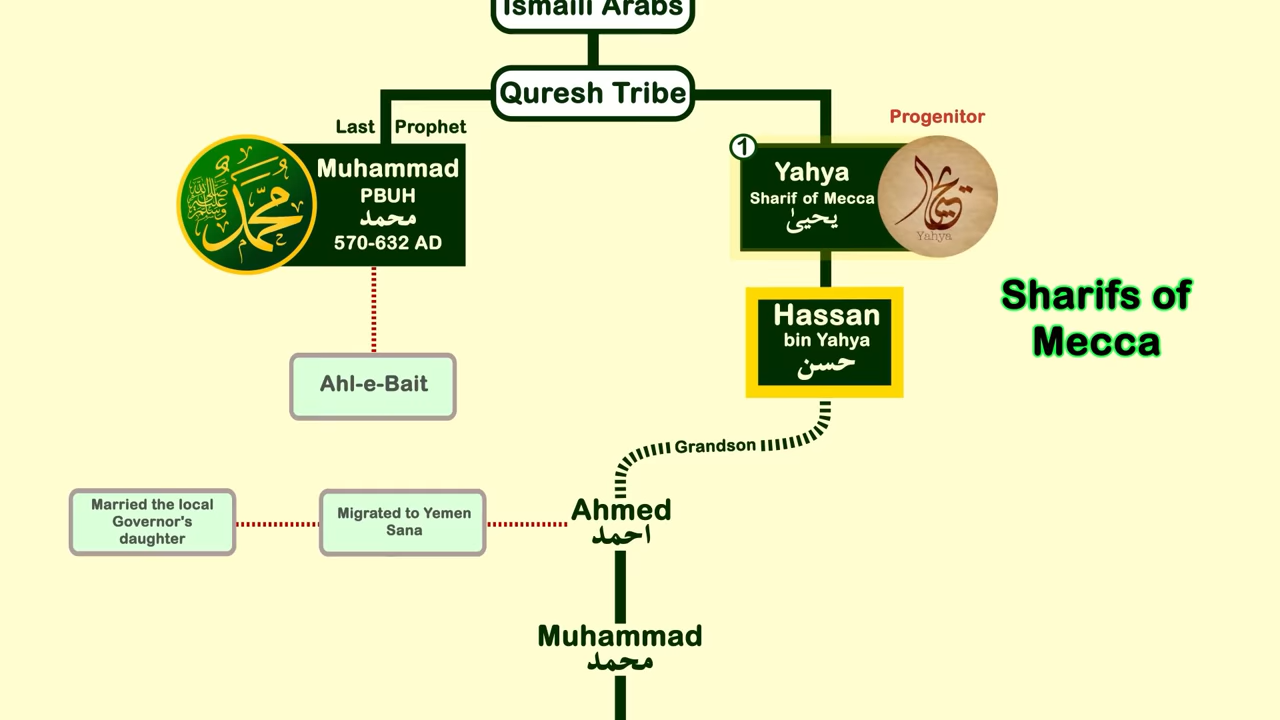 Ismaili Arabs
Quresh Tribe
Last Prophet
Muhammad
PBUH
محمد
570-632 AD
Progenitor
1
Yahya
Sharif of Mecca
يحيىٰ
Yahya
Sharifs of
Mecca
Hassan
bin Yahya
حسن
Ahl-e-Bait
Grandson
Married the local
Governor's
daughter
Migrated to Yemen
Sana
Ahmed
احمد
Muhammad
محمد